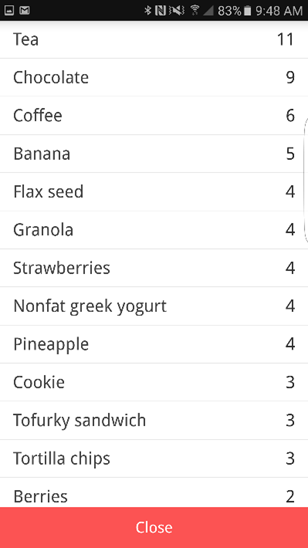 83% 9:48 AM
Tea 11
Chocolate 9
Coffee 6
Banana 5
Flax seed 4
Granola 4
Strawberries 4
Nonfat greek yogurt 4
Pineapple 4
Cookie 3
Tofurky sandwich 3
Tortilla chips 3
Berries 2
Close